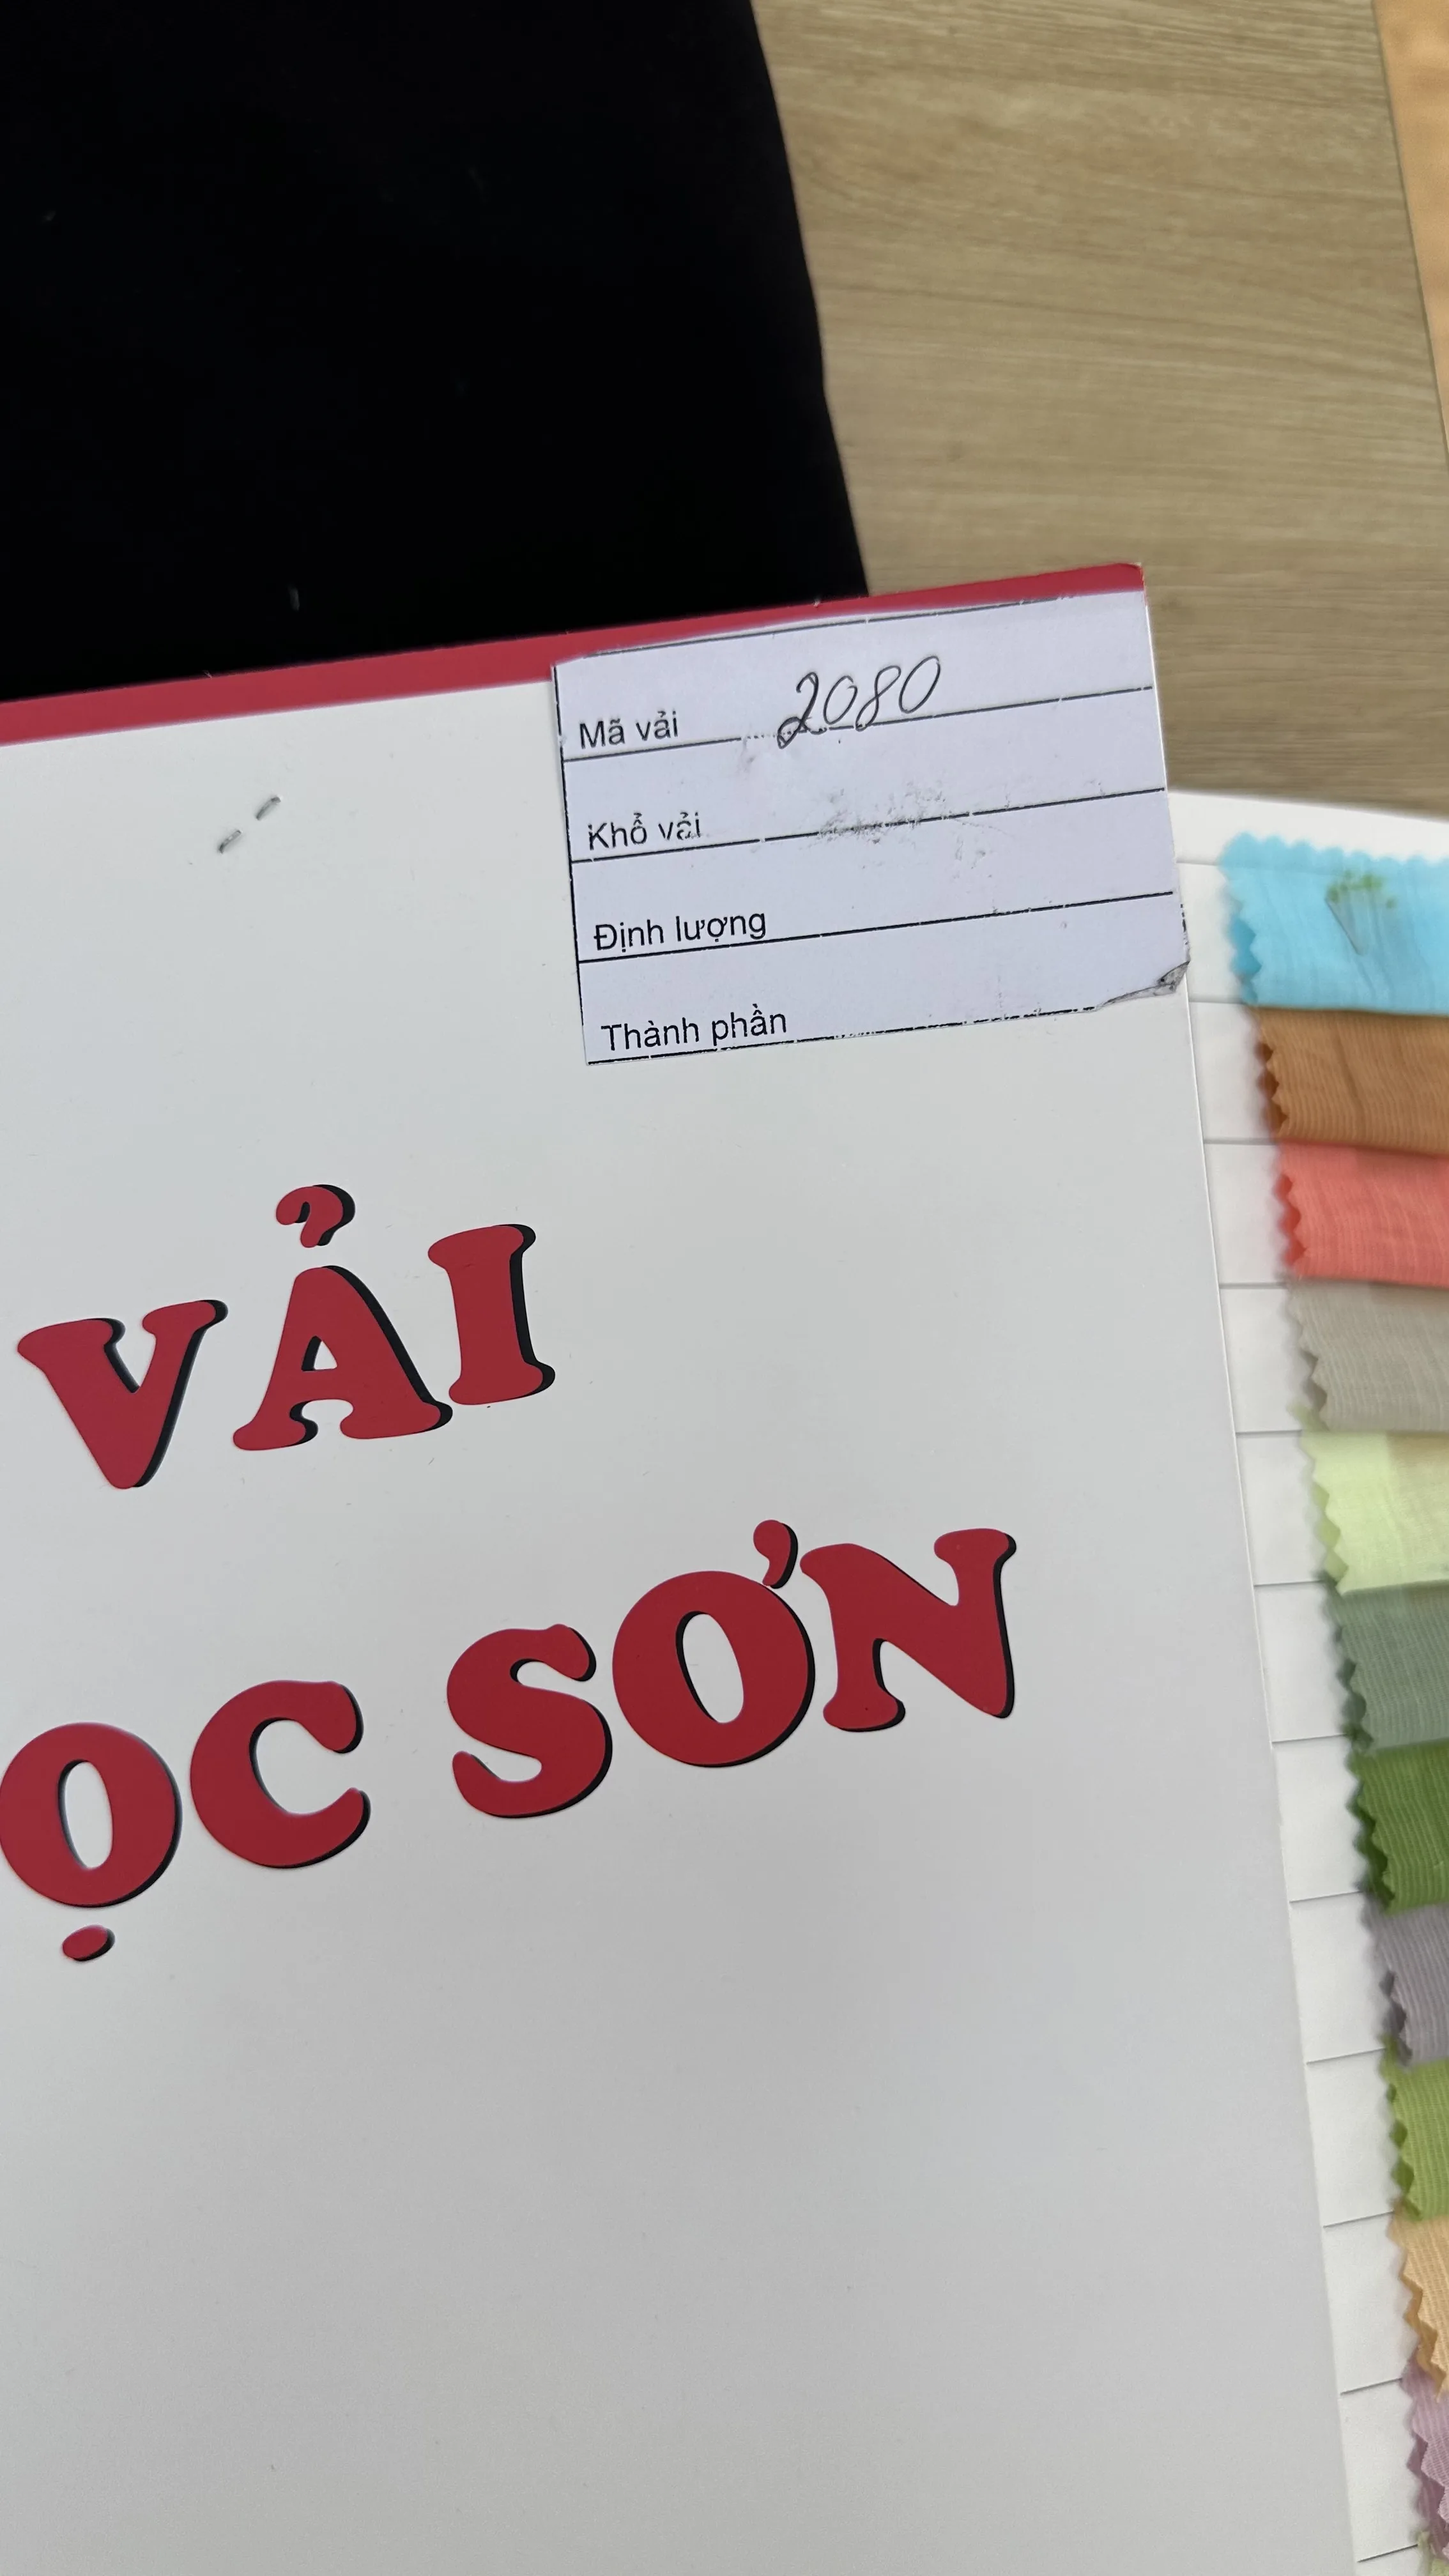 Mã vải 2080
Khổ vải
Định lượng
Thành phần
VẢI
ỌC SƠN